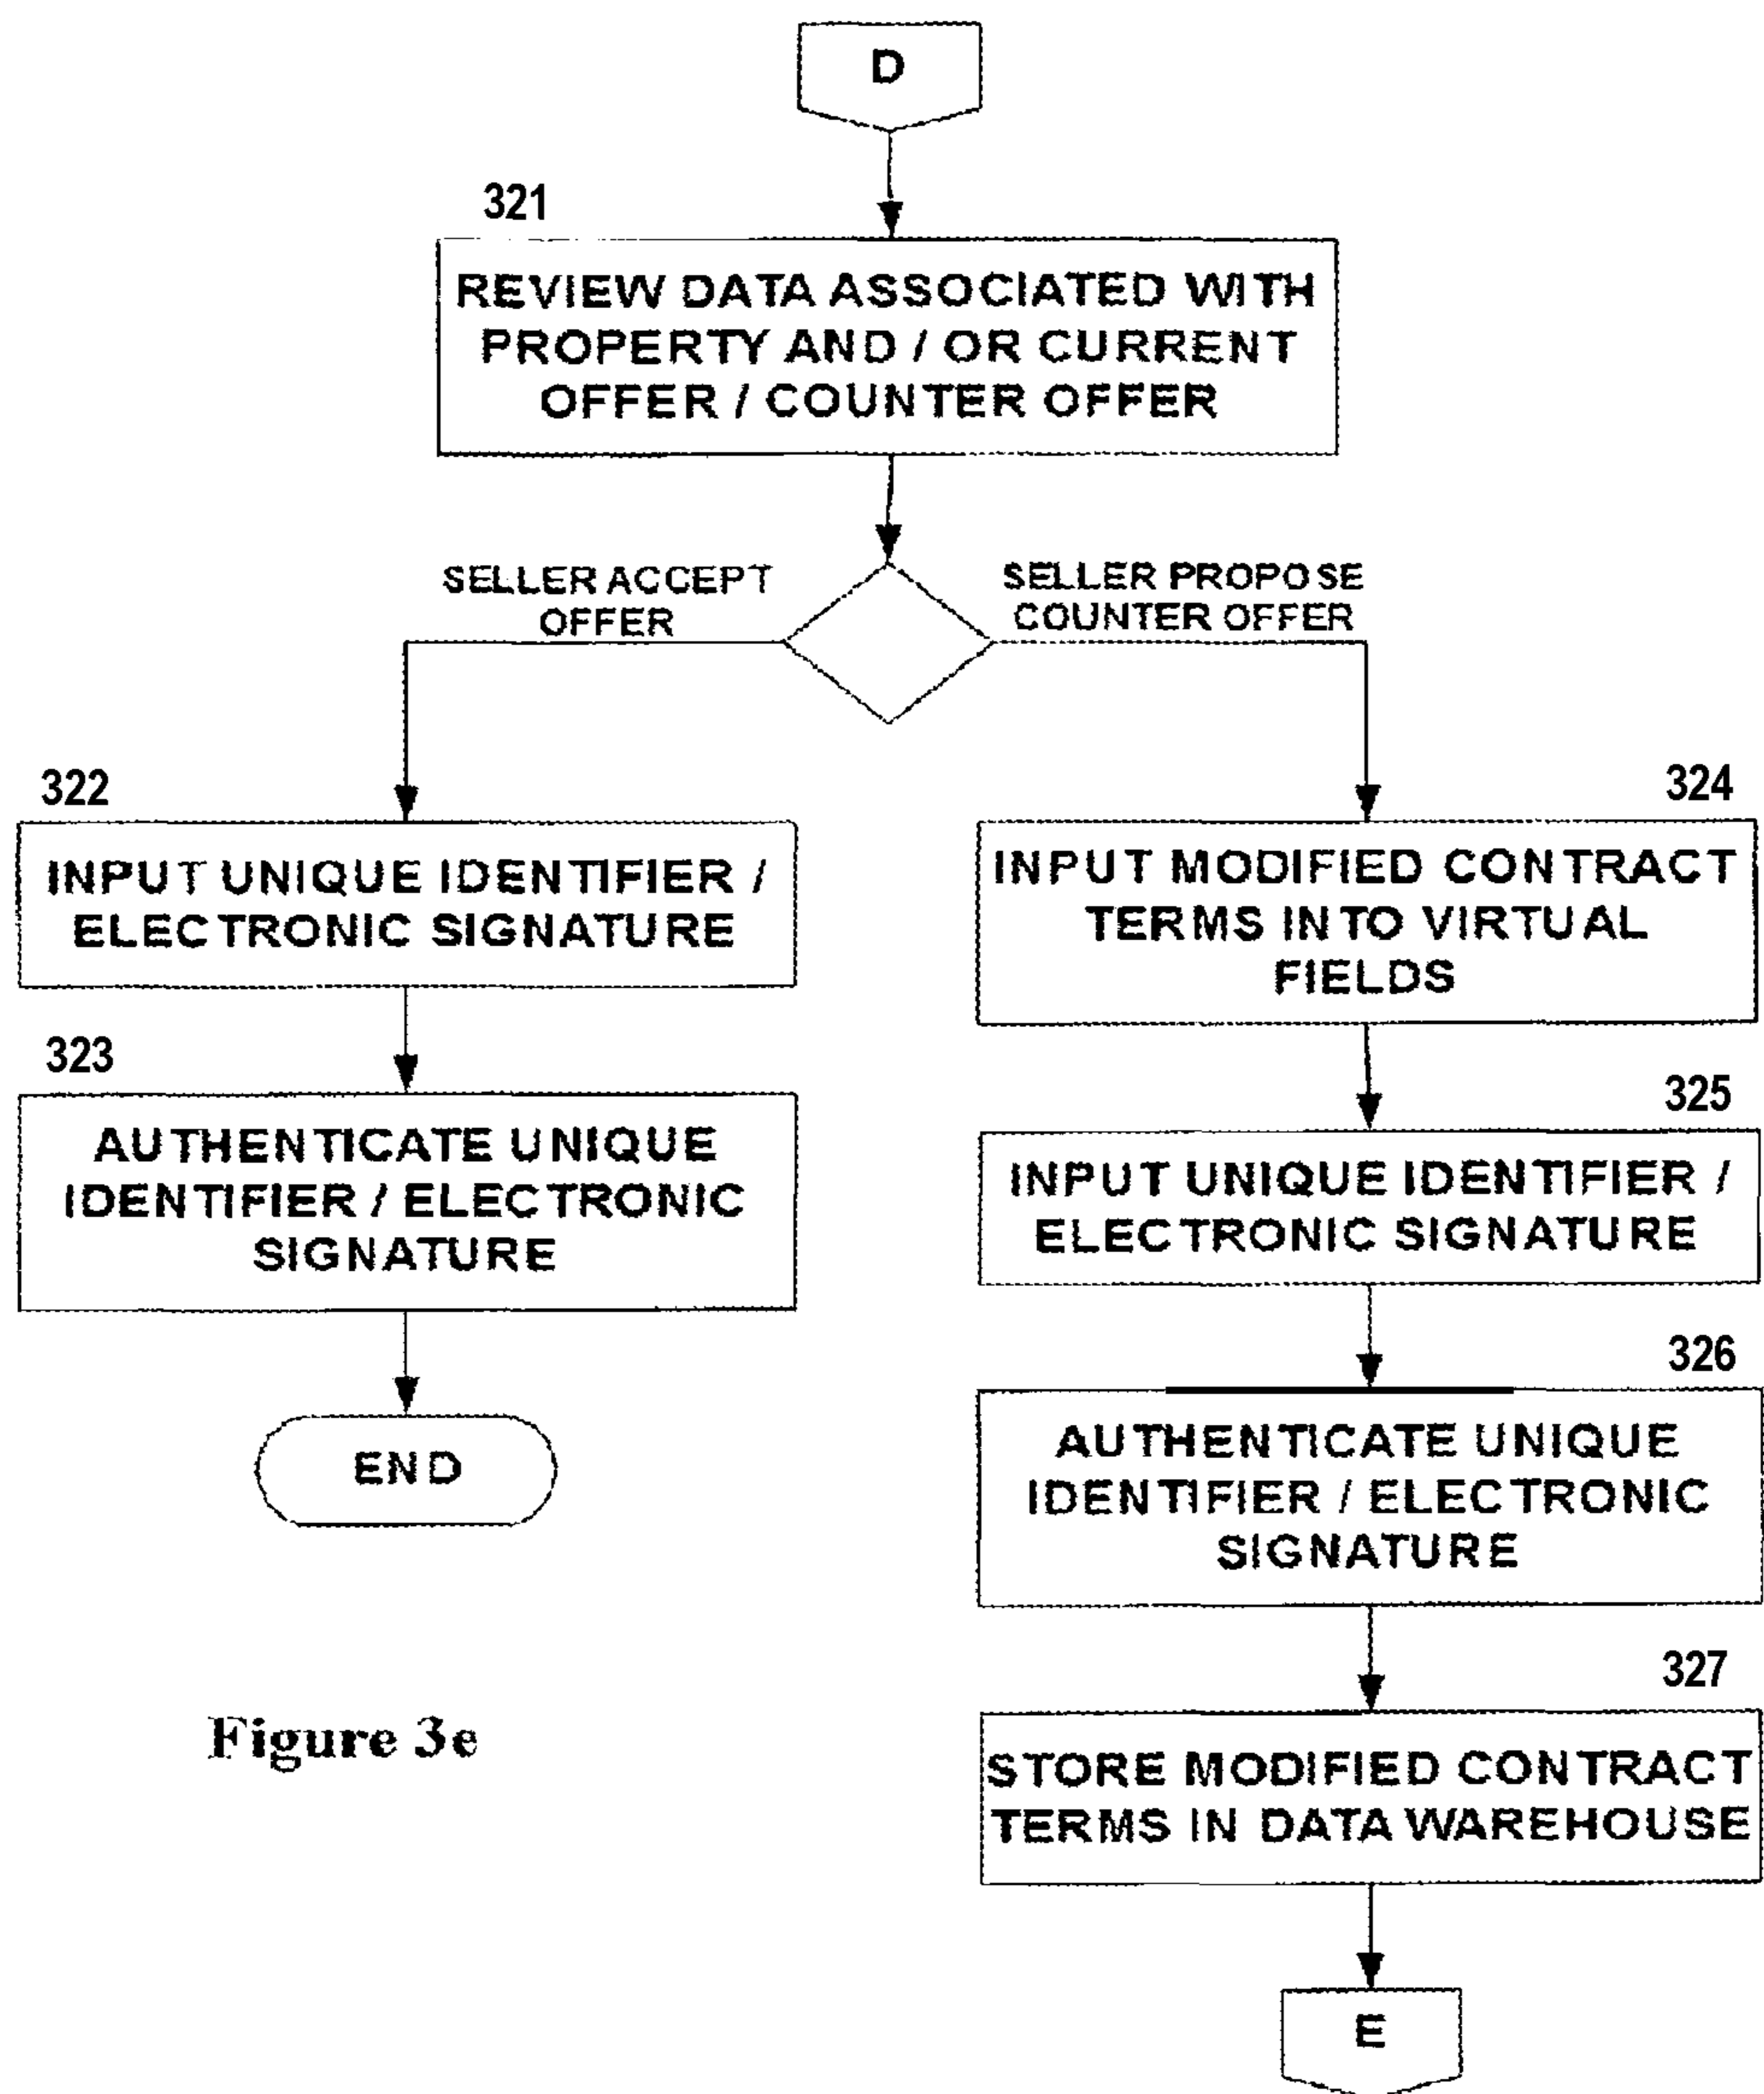 D
321
REVIEW DATA ASSOCIATED WITH
PROPERTY AND / OR CURRENT
OFFER / COUNTER OFFER
SELLER ACCEPT
OFFER
SELLER PROPOSE
COUNTER OFFER
322
INPUT UNIQUE IDENTIFIER /
ELECTRONIC SIGNATURE
323
AUTHENTICATE UNIQUE
IDENTIFIER / ELECTRONIC
SIGNATURE
END
324
INPUT MODIFIED CONTRACT
TERMS INTO VIRTUAL
FIELDS
325
INPUT UNIQUE IDENTIFIER /
ELECTRONIC SIGNATURE
326
AUTHENTICATE UNIQUE
IDENTIFIER / ELECTRONIC
SIGNATURE
327
STORE MODIFIED CONTRACT
TERMS IN DATA WAREHOUSE
E
Figure 3e